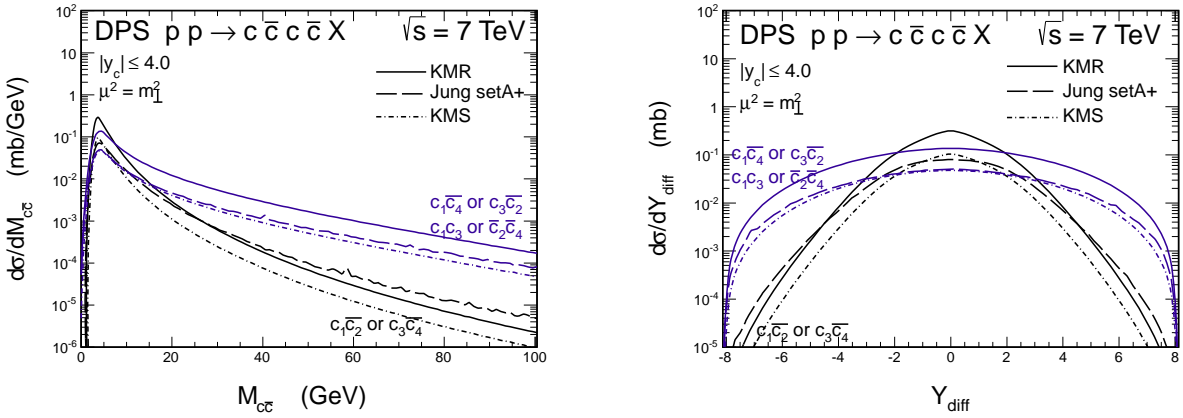 DPS p p → c c̅ c c̅ X √s = 7 TeV
|y_c| ≤ 4.0
μ² = m²_⊥
KMR
Jung setA+
KMS
c₁c̅₄ or c₃c̅₂
c₁c₃ or c̅₂c̅₄
c₁c̅₂ or c₃c̅₄
dσ/dM_cc̅ (mb/GeV)
10²
10
1
10⁻¹
10⁻²
10⁻³
10⁻⁴
10⁻⁵
10⁻⁶
0 20 40 60 80 100
M_cc̅ (GeV)
DPS p p → c c̅ c c̅ X √s = 7 TeV
|y_c| ≤ 4.0
μ² = m²_⊥
KMR
Jung setA+
KMS
c₁c̅₄ or c₃c̅₂
c₁c₃ or c̅₂c̅₄
c₁c̅₂ or c₃c̅₄
dσ/dY_diff (mb)
10²
10
1
10⁻¹
10⁻²
10⁻³
10⁻⁴
10⁻⁵
-8 -6 -4 -2 0 2 4 6 8
Y_diff